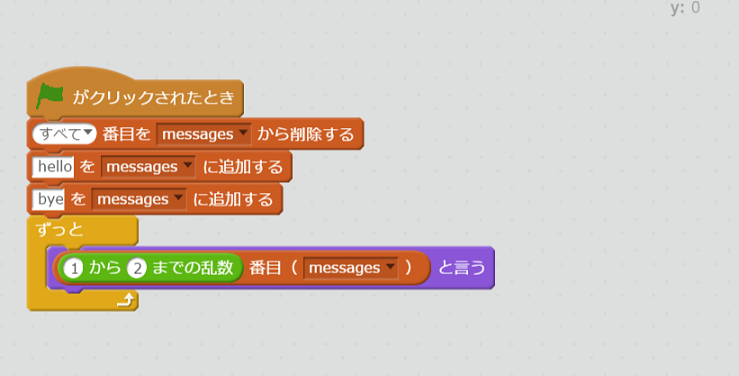 y: 0
がクリックされたとき
すべて▼ 番目を messages▼ から削除する
hello を messages▼ に追加する
bye を messages▼ に追加する
ずっと
1 から 2 までの乱数 番目 ( messages▼ ) と言う